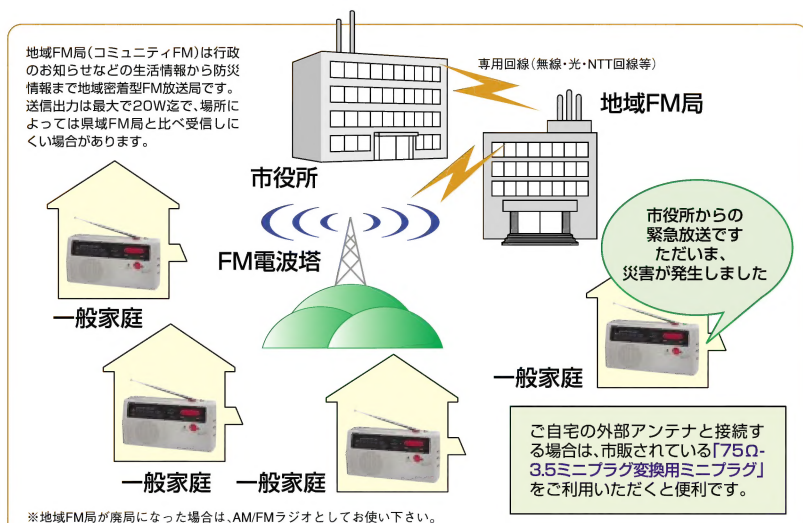 地域FM局(コミュニティFM)は行政
のお知らせなどの生活情報から防災
情報まで地域密着型FM放送局です。
送信出力は最大で20W迄で、場所に
よっては県域FM局と比べ受信しに
くい場合があります。
専用回線(無線・光・NTT回線等)
地域FM局
市役所
FM電波塔
市役所からの
緊急放送です
ただいま、
災害が発生しました
一般家庭
一般家庭
一般家庭
一般家庭
ご自宅の外部アンテナと接続す
る場合は、市販されている「75Ω-
3.5ミニプラグ変換用ミニプラグ」
をご利用いただくと便利です。
※地域FM局が廃局になった場合は、AM/FMラジオとしてお使い下さい。